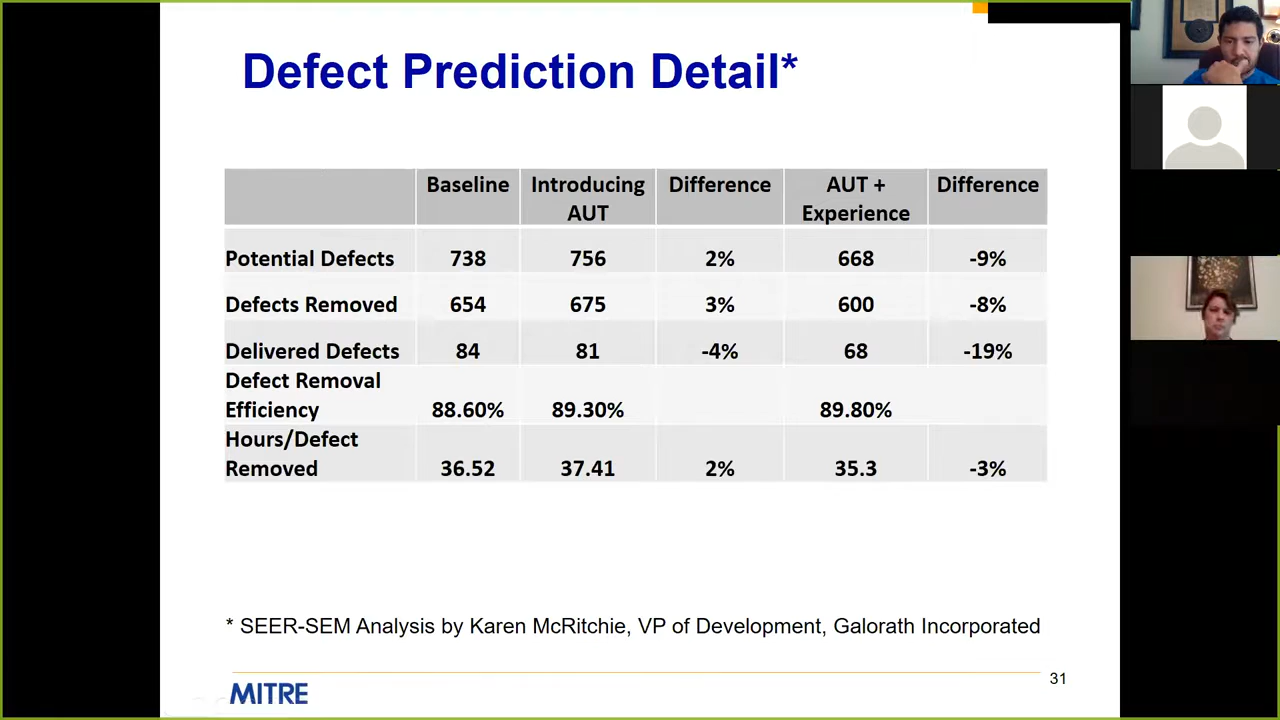 Defect Prediction Detail*
Baseline Introducing AUT Difference AUT + Experience Difference
Potential Defects 738 756 2% 668 -9%
Defects Removed 654 675 3% 600 -8%
Delivered Defects 84 81 -4% 68 -19%
Defect Removal Efficiency 88.60% 89.30% 89.80%
Hours/Defect Removed 36.52 37.41 2% 35.3 -3%
* SEER-SEM Analysis by Karen McRitchie, VP of Development, Galorath Incorporated
MITRE
31